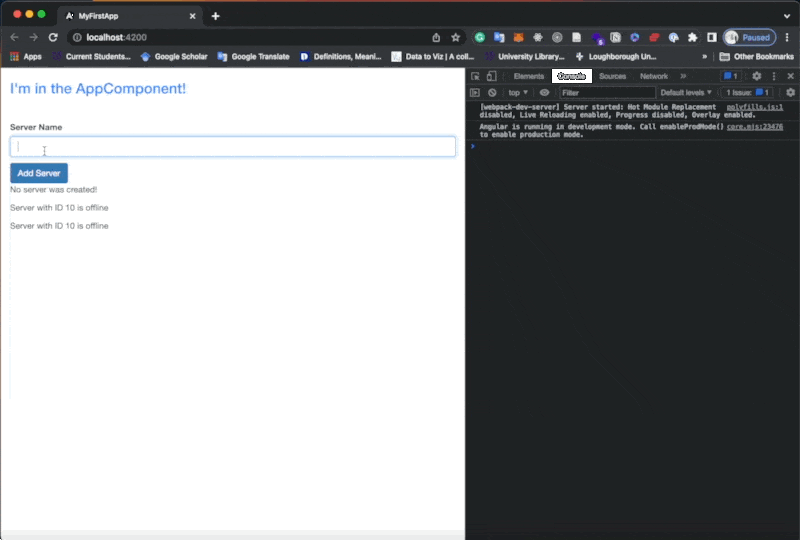 MyFirstApp
localhost:4200
Paused
Apps
Current Students...
Google Scholar
Google Translate
Definitions, Meani...
Data to Viz | A coll...
University Library...
Loughborough Un...
»
Other Bookmarks
I'm in the AppComponent!
Server Name
Add Server
No server was created!
Server with ID 10 is offline
Server with ID 10 is offline
Elements
Console
Sources
Network
»
1
top ▾
Filter
Default levels ▾
1 Issue: 1
[webpack-dev-server] Server started: Hot Module Replacement polyfills.js:1
disabled, Live Reloading enabled, Progress disabled, Overlay enabled.
Angular is running in development mode. Call enableProdMode() core.mjs:23476
to enable production mode.